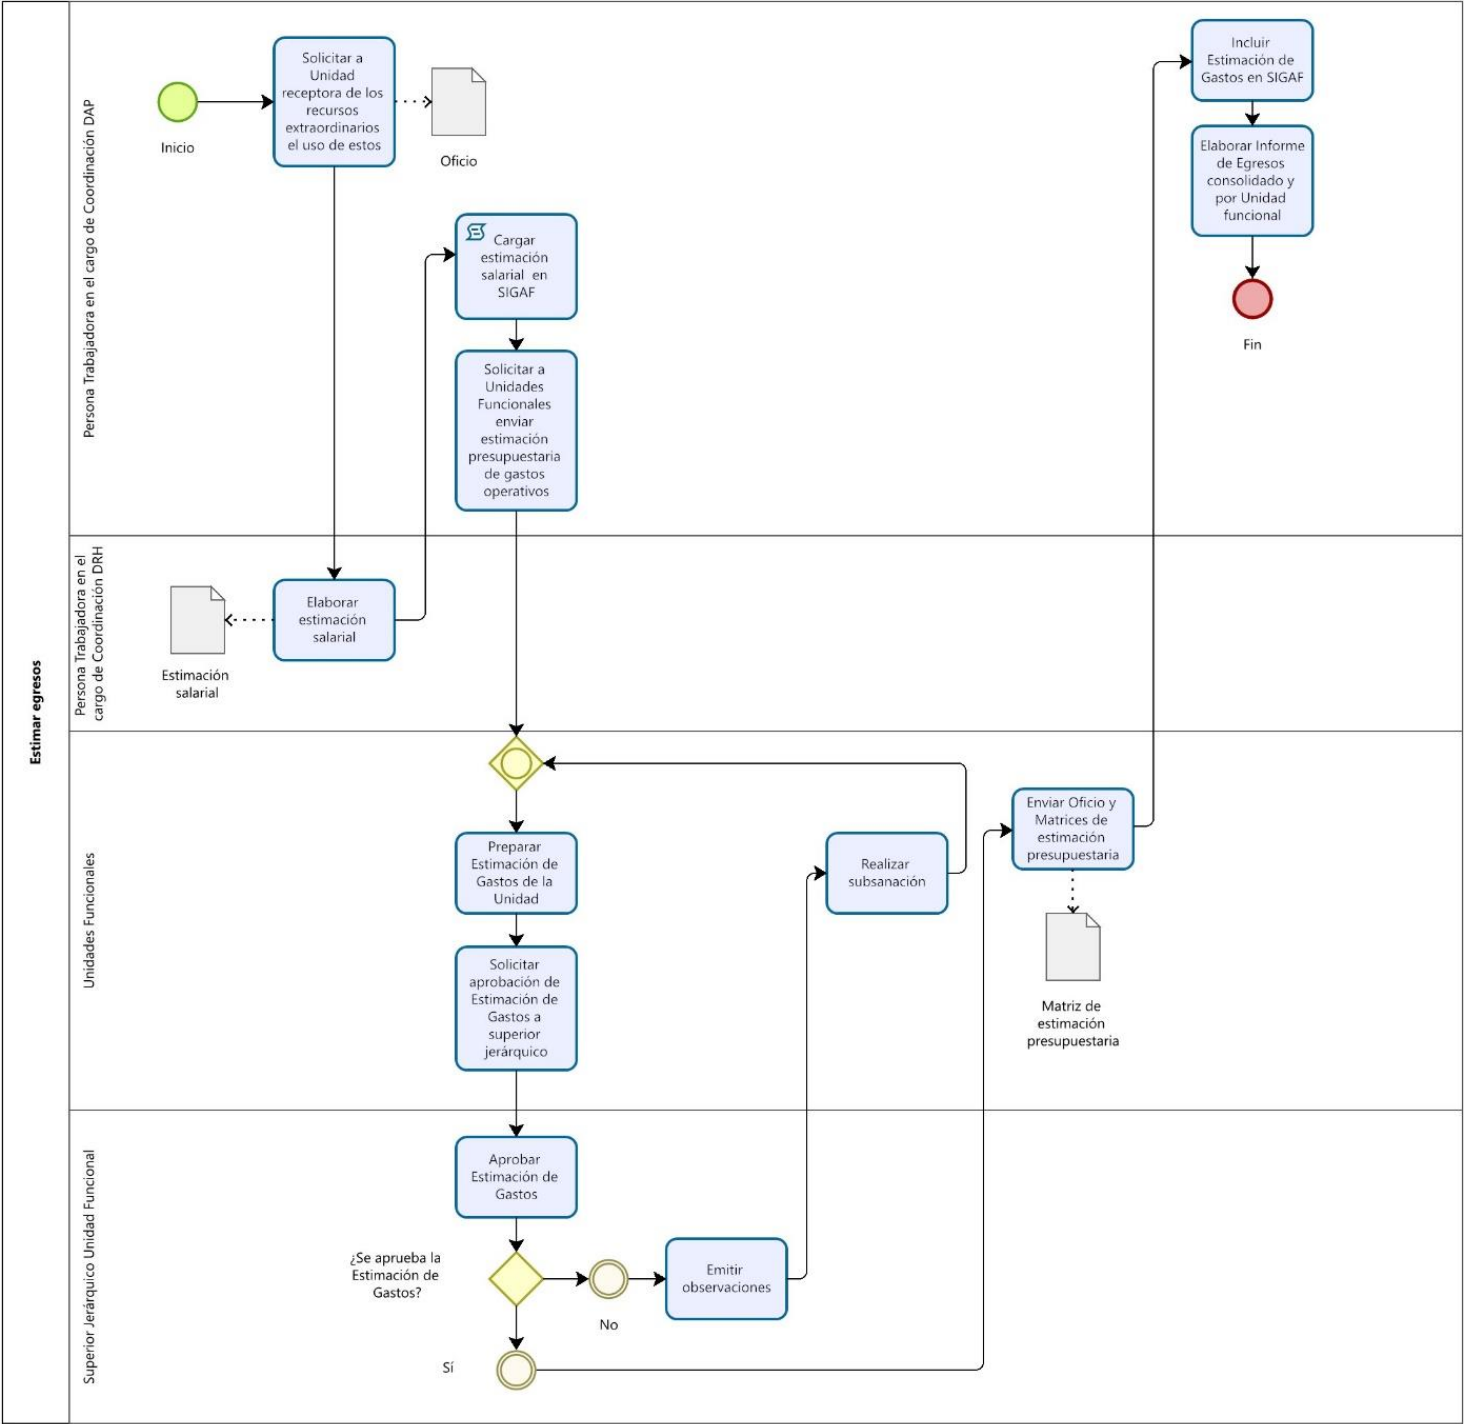 Estimar egresos
Persona Trabajadora en el cargo de Coordinación DAP
Inicio
Solicitar a
Unidad
receptora de los
recursos
extraordinarios
el uso de estos
Oficio
Cargar
estimación
salarial en
SIGAF
Solicitar a
Unidades
Funcionales
enviar
estimación
presupuestaria
de gastos
operativos
Incluir
Estimación de
Gastos en SIGAF
Elaborar Informe
de Egresos
consolidado y
por Unidad
funcional
Fin
Persona Trabajadora en el
cargo de Coordinación DRH
Elaborar
estimación
salarial
Estimación
salarial
Unidades Funcionales
Preparar
Estimación de
Gastos de la
Unidad
Solicitar
aprobación de
Estimación de
Gastos a
superior
jerárquico
Realizar
subsanación
Enviar Oficio y
Matrices de
estimación
presupuestaria
Matriz de
estimación
presupuestaria
Superior Jerárquico Unidad Funcional
Aprobar
Estimación de
Gastos
¿Se aprueba la
Estimación de
Gastos?
No
Emitir
observaciones
Sí